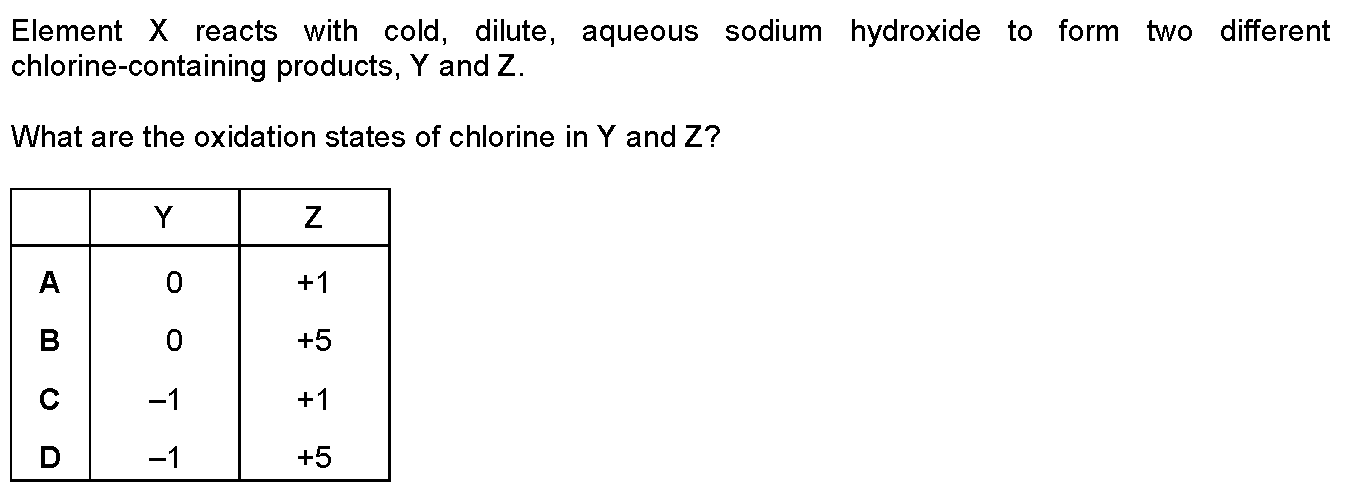 Element X reacts with cold, dilute, aqueous sodium hydroxide to form two different
chlorine-containing products, Y and Z.
What are the oxidation states of chlorine in Y and Z?
Y Z
A 0 +1
B 0 +5
C –1 +1
D –1 +5